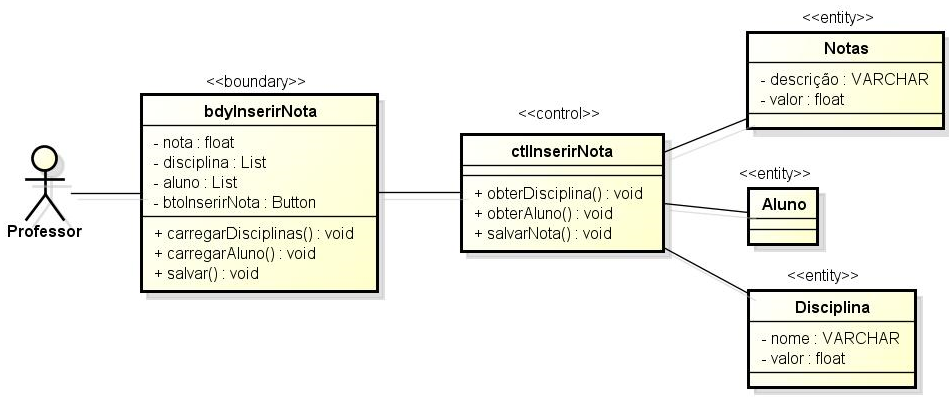 Professor
<<boundary>>
bdyInserirNota
- nota : float
- disciplina : List
- aluno : List
- btoInserirNota : Button
+ carregarDisciplinas() : void
+ carregarAluno() : void
+ salvar() : void
<<control>>
ctlInserirNota
+ obterDisciplina() : void
+ obterAluno() : void
+ salvarNota() : void
<<entity>>
Notas
- descrição : VARCHAR
- valor : float
<<entity>>
Aluno
<<entity>>
Disciplina
- nome : VARCHAR
- valor : float